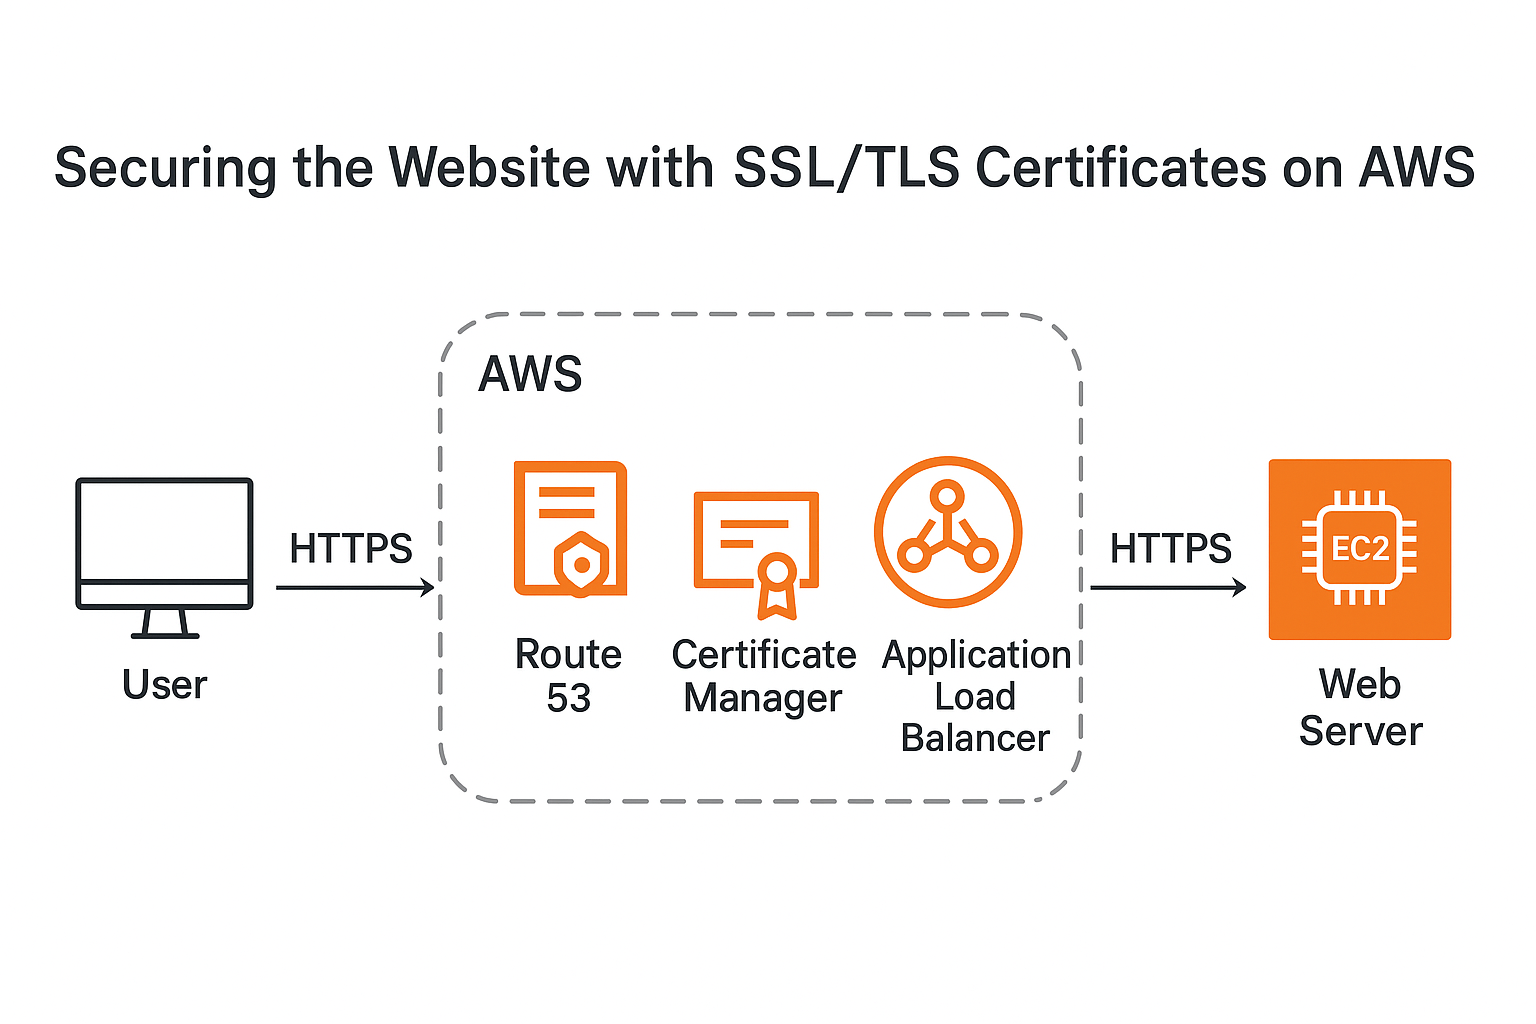 Securing the Website with SSL/TLS Certificates on AWS
AWS
HTTPS
HTTPS
EC2
User
Route
53
Certificate
Manager
Application
Load
Balancer
Web
Server